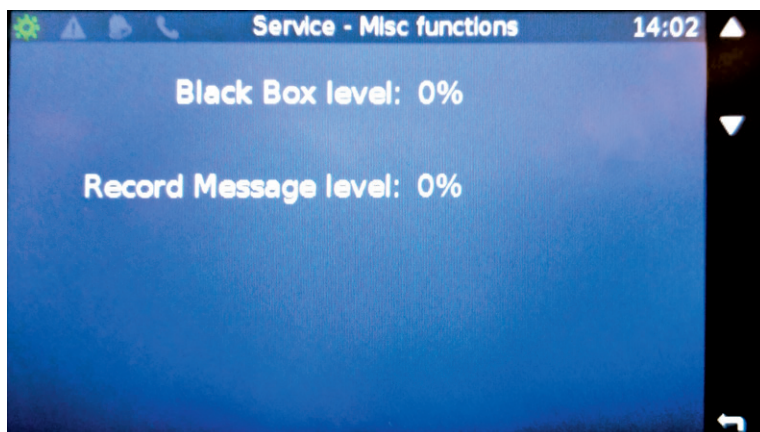 Service - Misc functions 14:02
Black Box level: 0%
Record Message level: 0%